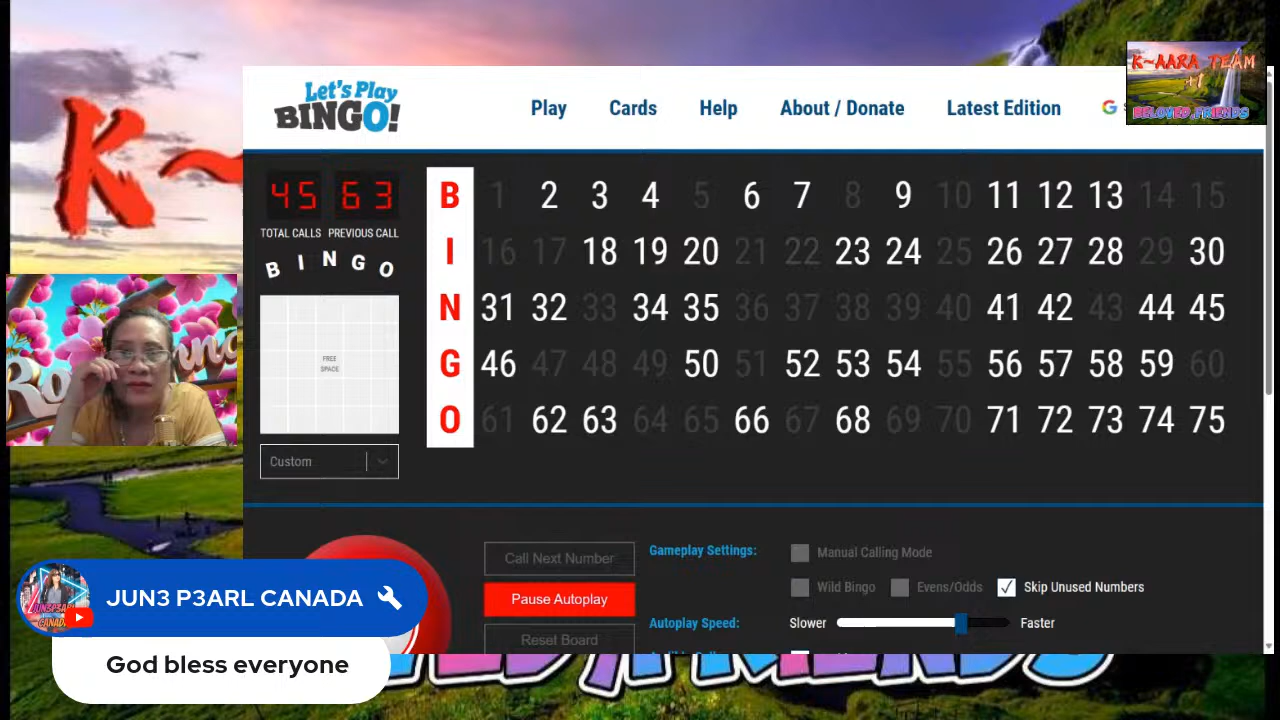 K~
K~AARA TEAM
+1
BELOVED,FRIENDS
Let's Play
BINGO!
Play Cards Help About / Donate Latest Edition G
45 63
TOTAL CALLS PREVIOUS CALL
B I N G O
FREE
SPACE
Custom
B 1 2 3 4 5 6 7 8 9 10 11 12 13 14 15
I 16 17 18 19 20 21 22 23 24 25 26 27 28 29 30
N 31 32 33 34 35 36 37 38 39 40 41 42 43 44 45
G 46 47 48 49 50 51 52 53 54 55 56 57 58 59 60
O 61 62 63 64 65 66 67 68 69 70 71 72 73 74 75
Call Next Number
Pause Autoplay
Reset Board
Gameplay Settings: Manual Calling Mode
Wild Bingo Evens/Odds Skip Unused Numbers
Autoplay Speed: Slower Faster
JUN3 P3ARL CANADA
God bless everyone